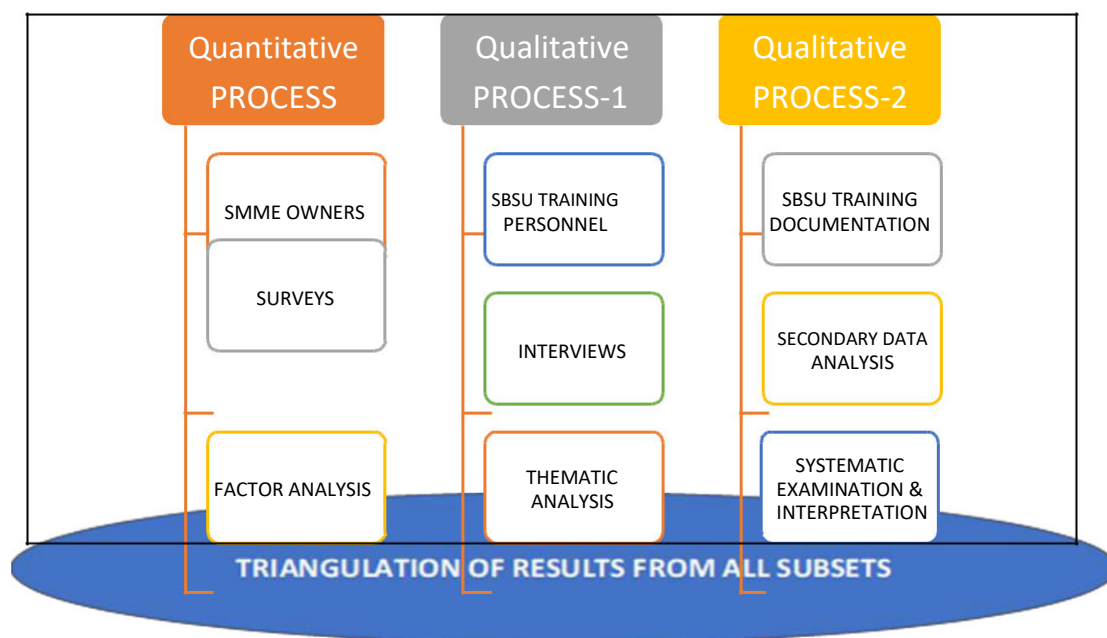 Quantitative
PROCESS
SMME OWNERS
SURVEYS
FACTOR ANALYSIS
Qualitative
PROCESS-1
SBSU TRAINING
PERSONNEL
INTERVIEWS
THEMATIC
ANALYSIS
Qualitative
PROCESS-2
SBSU TRAINING
DOCUMENTATION
SECONDARY DATA
ANALYSIS
SYSTEMATIC
EXAMINATION &
INTERPRETATION
TRIANGULATION OF RESULTS FROM ALL SUBSETS